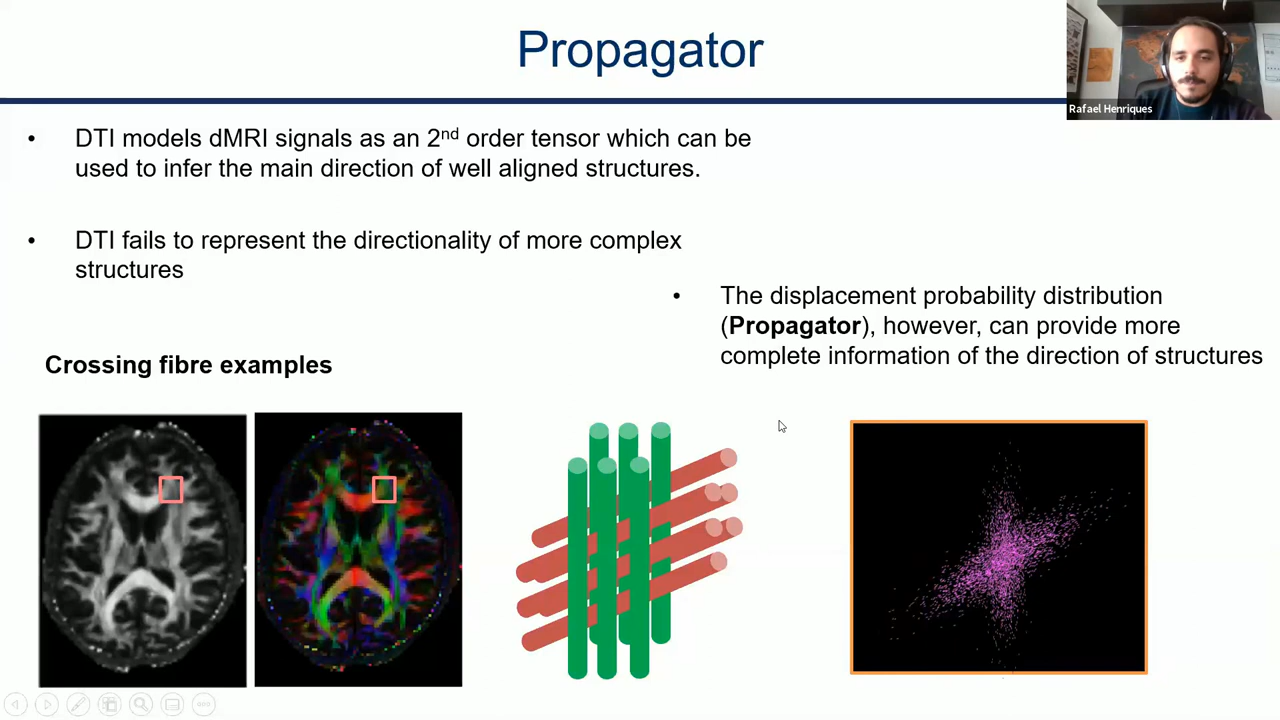 Propagator
Rafael Henriques
• DTI models dMRI signals as an 2nd order tensor which can be
used to infer the main direction of well aligned structures.
• DTI fails to represent the directionality of more complex
structures
• The displacement probability distribution
(Propagator), however, can provide more
complete information of the direction of structures
Crossing fibre examples